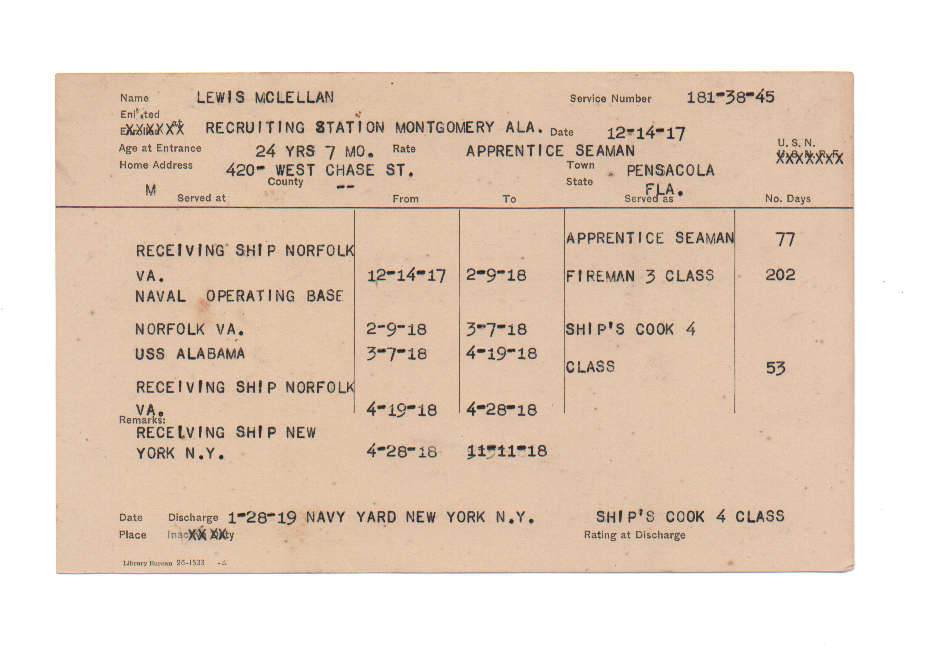 Name LEWIS MCLELLAN Service Number 181-38-45
Enlisted
at RECRUITING STATION MONTGOMERY ALA. Date 12-14-17
Age at Entrance 24 YRS 7 MO. Rate APPRENTICE SEAMAN U.S.N.
Home Address 420- WEST CHASE ST. Town PENSACOLA
County -- State FLA.
M
Served at From To Served as No. Days
APPRENTICE SEAMAN 77
RECEIVING SHIP NORFOLK
VA. 12-14-17 2-9-18 FIREMAN 3 CLASS 202
NAVAL OPERATING BASE
NORFOLK VA. 2-9-18 3-7-18 SHIP'S COOK 4
USS ALABAMA 3-7-18 4-19-18
CLASS 53
RECEIVING SHIP NORFOLK
VA. 4-19-18 4-28-18
Remarks:
RECEIVING SHIP NEW
YORK N.Y. 4-28-18 11-11-18
Date Discharge 1-28-19 NAVY YARD NEW YORK N.Y. SHIP'S COOK 4 CLASS
Place Rating at Discharge
Library Bureau 26-1533